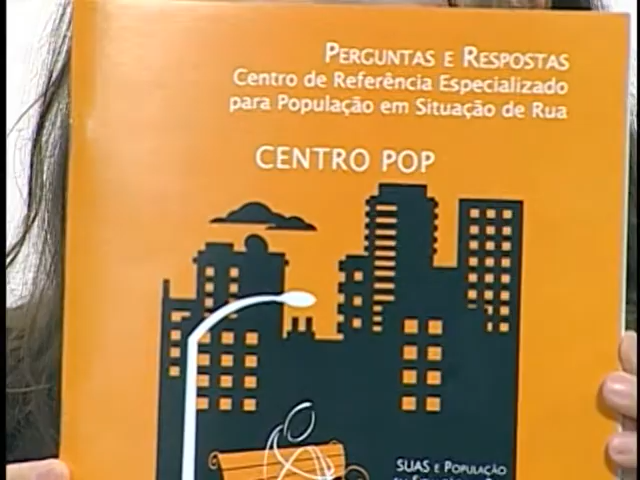 PERGUNTAS E RESPOSTAS
Centro de Referência Especializado
para População em Situação de Rua
CENTRO POP
SUAS E POPULAÇÃO